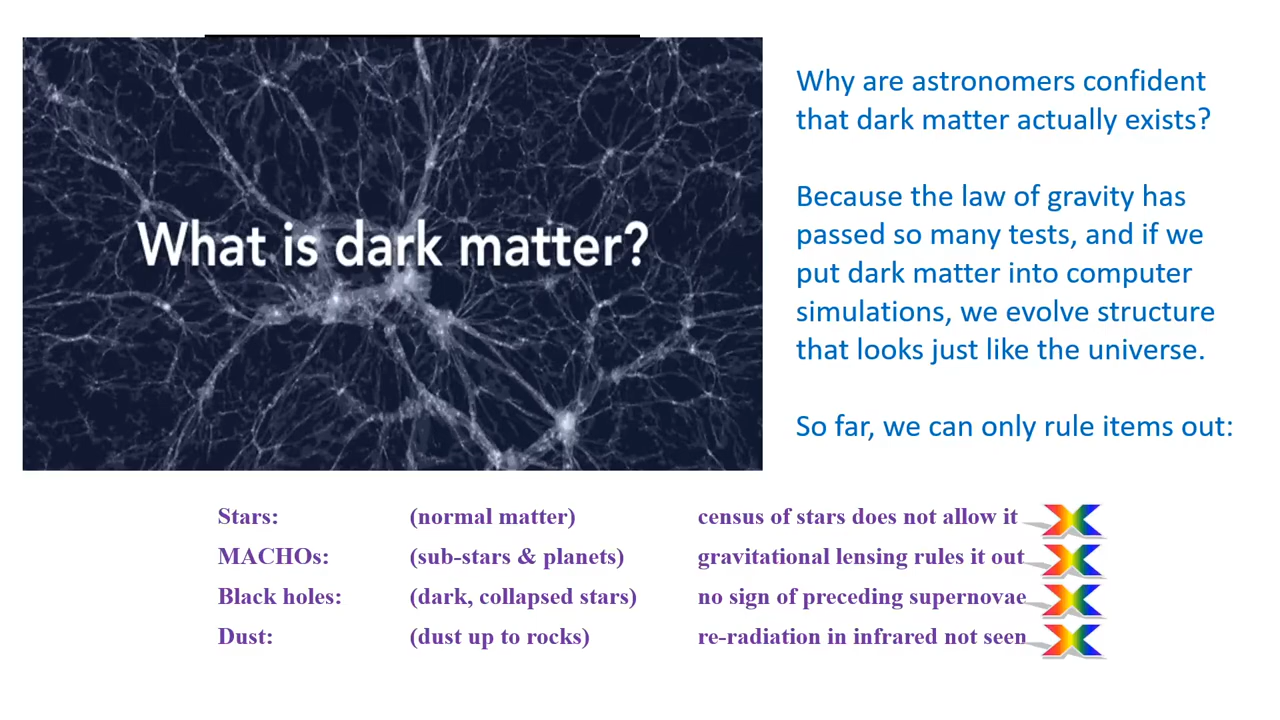 What is dark matter?
Why are astronomers confident
that dark matter actually exists?
Because the law of gravity has
passed so many tests, and if we
put dark matter into computer
simulations, we evolve structure
that looks just like the universe.
So far, we can only rule items out:
Stars: (normal matter) census of stars does not allow it X
MACHOs: (sub-stars & planets) gravitational lensing rules it out X
Black holes: (dark, collapsed stars) no sign of preceding supernovae X
Dust: (dust up to rocks) re-radiation in infrared not seen X